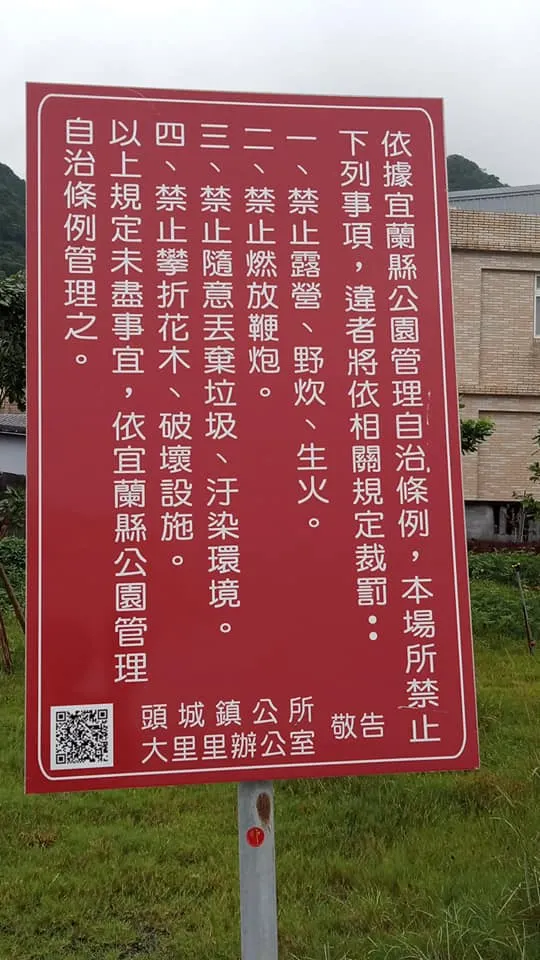 依據宜蘭縣公園管理自治條例，本場所禁止
下列事項，違者將依相關規定裁罰：
一、禁止露營、野炊、生火。
二、禁止燃放鞭炮。
三、禁止隨意丟棄垃圾、汙染環境。
四、禁止攀折花木、破壞設施。
以上規定未盡事宜，依宜蘭縣公園管理
自治條例管理之。
頭城鎮公所
大里里辦公室 敬告